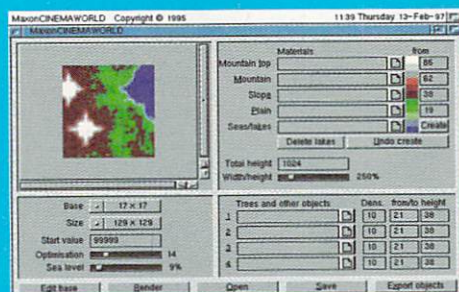 MaxonCINEMAWORLD Copyright © 1995 11:39 Thursday 13-Feb-97
MaxonCINEMAWORLD
Materials from
Mountain top 86
Mountain 62
Slope 38
Plain 19
Seas/lakes Create
Delete lakes Undo create
Total height 1024
Width/height 250%
Base 17 × 17
Size 129 × 129
Start value 99999
Optimisation 14
Sea level 9%
Trees and other objects Dens. from/to height
1 10 21 38
2 10 21 38
3 10 21 38
4 10 21 38
Edit base Render Open Save Export objects